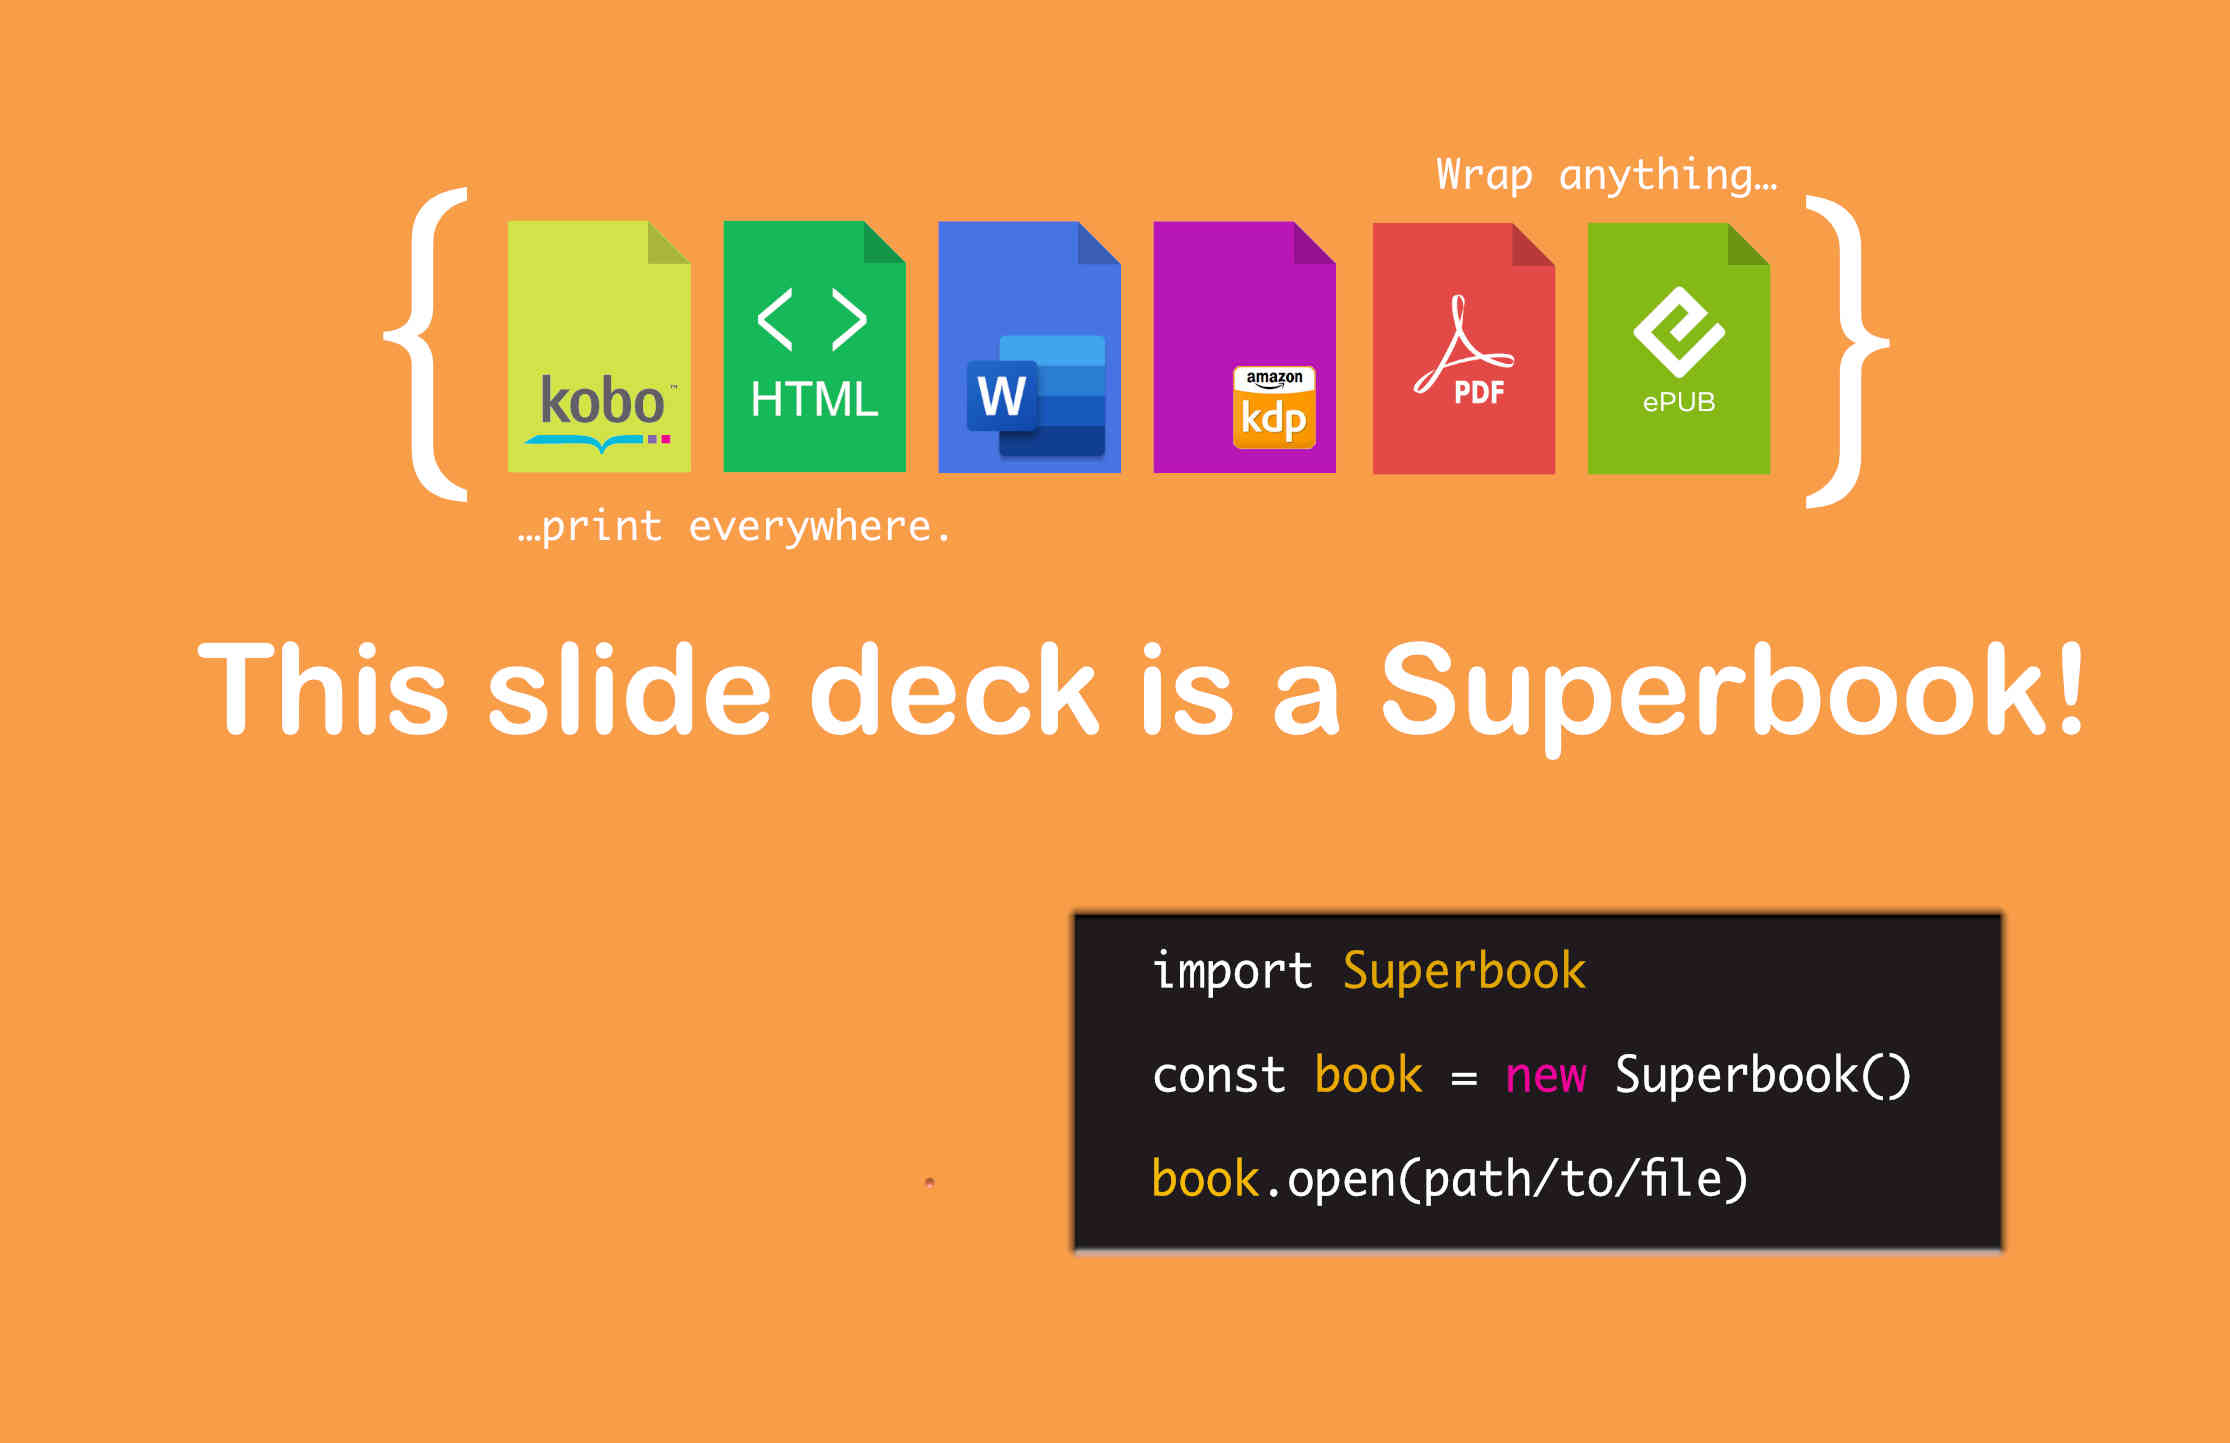 Wrap anything…
{ }
kobo™
< >
HTML
W
amazon
kdp
PDF
ePUB
…print everywhere.
This slide deck is a Superbook!
import Superbook
const book = new Superbook()
book.open(path/to/file)